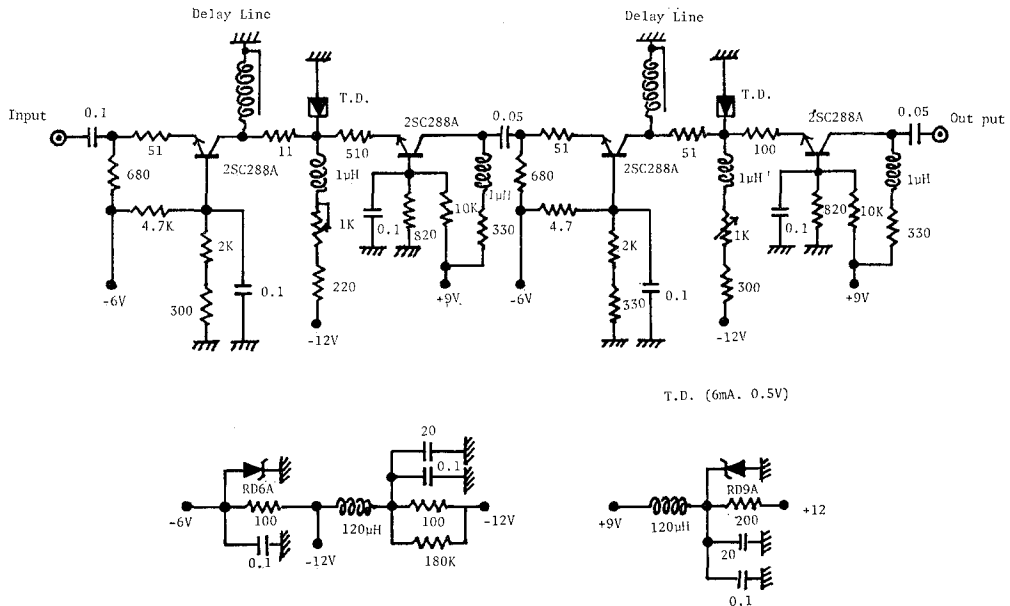 Delay Line
Delay Line
Input
0.1
51
2SC288A
680
4.7K
-6V
2K
300
0.1
11
T.D.
510
1µH
1K
220
-12V
2SC288A
0.1
820
10K
1µH
330
+9V
0.05
51
2SC288A
680
4.7
-6V
2K
330
0.1
51
T.D.
100
1µH'
1K
300
-12V
2SC288A
0.1
820
10K
1µH
330
+9V
0.05
Out put
T.D. (6mA. 0.5V)
-6V
RD6A
100
0.1
-12V
120µH
20
0.1
100
180K
-12V
+9V
120µH
RD9A
200
20
0.1
+12